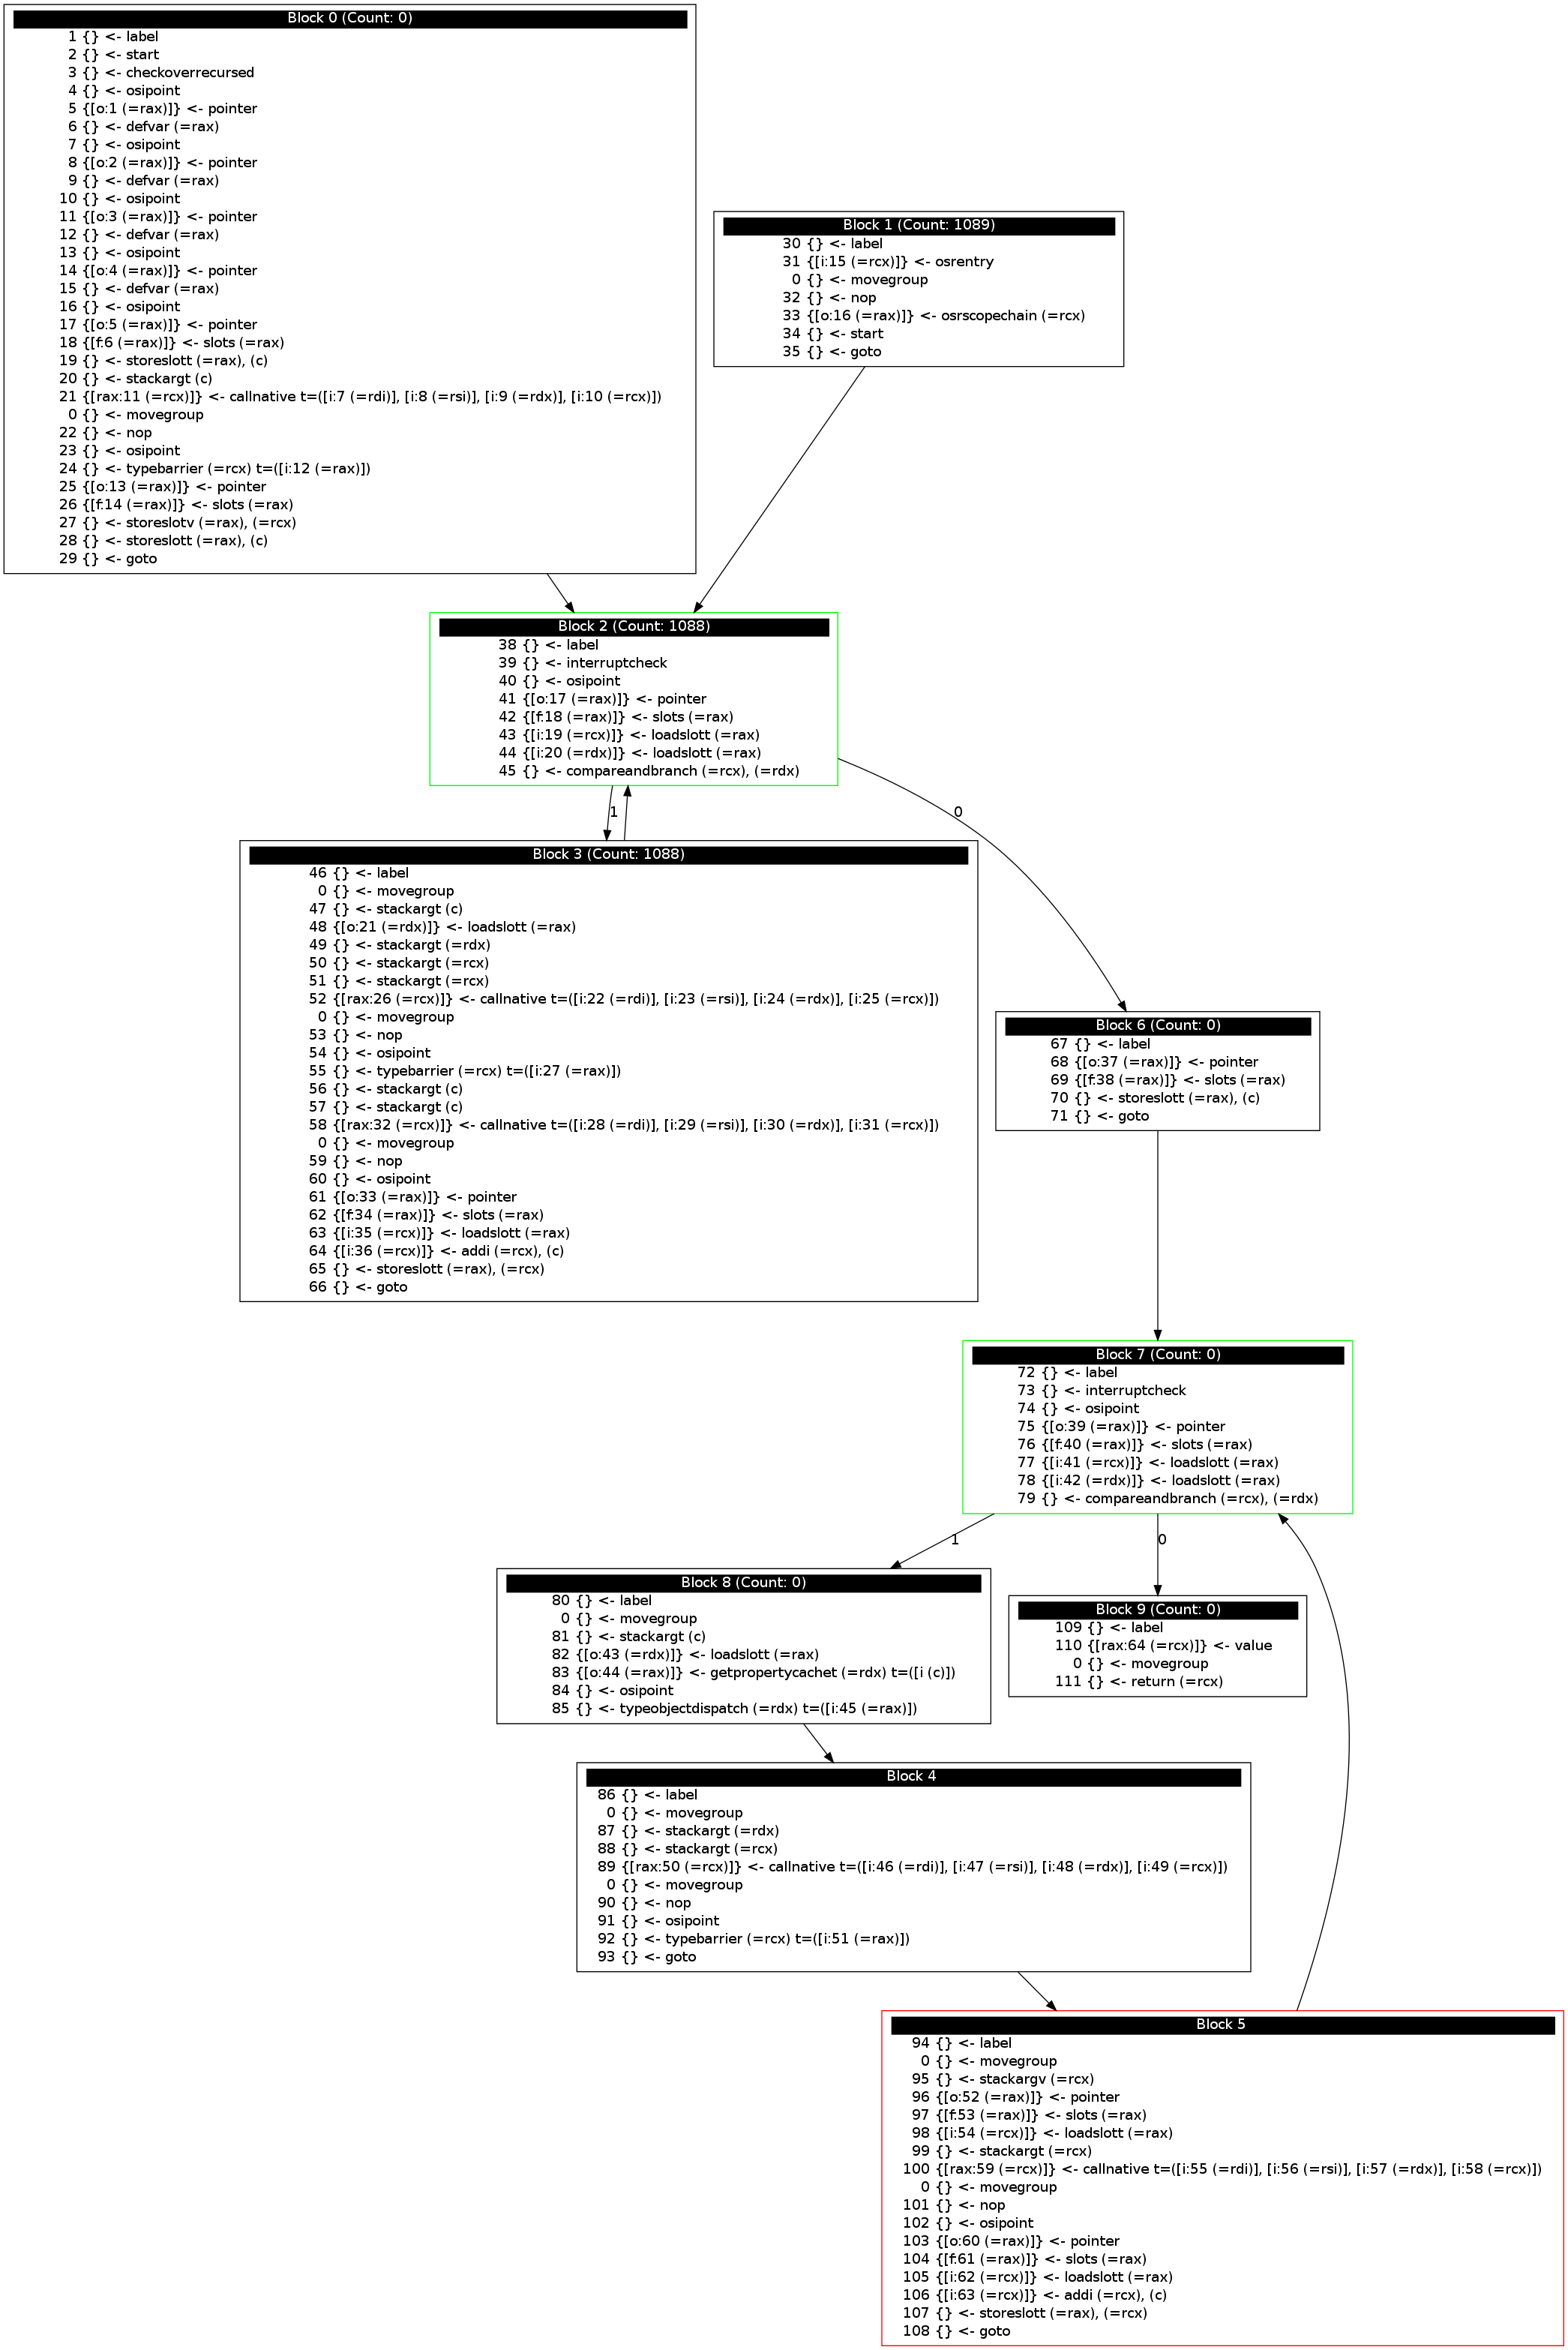 Block 0 (Count: 0)
1 {} <- label
2 {} <- start
3 {} <- checkoverrecursed
4 {} <- osipoint
5 {[o:1 (=rax)]} <- pointer
6 {} <- defvar (=rax)
7 {} <- osipoint
8 {[o:2 (=rax)]} <- pointer
9 {} <- defvar (=rax)
10 {} <- osipoint
11 {[o:3 (=rax)]} <- pointer
12 {} <- defvar (=rax)
13 {} <- osipoint
14 {[o:4 (=rax)]} <- pointer
15 {} <- defvar (=rax)
16 {} <- osipoint
17 {[o:5 (=rax)]} <- pointer
18 {[f:6 (=rax)]} <- slots (=rax)
19 {} <- storeslott (=rax), (c)
20 {} <- stackargt (c)
21 {[rax:11 (=rcx)]} <- callnative t=([i:7 (=rdi)], [i:8 (=rsi)], [i:9 (=rdx)], [i:10 (=rcx)])
0 {} <- movegroup
22 {} <- nop
23 {} <- osipoint
24 {} <- typebarrier (=rcx) t=([i:12 (=rax)])
25 {[o:13 (=rax)]} <- pointer
26 {[f:14 (=rax)]} <- slots (=rax)
27 {} <- storeslotv (=rax), (=rcx)
28 {} <- storeslott (=rax), (c)
29 {} <- goto
Block 1 (Count: 1089)
30 {} <- label
31 {[i:15 (=rcx)]} <- osrentry
0 {} <- movegroup
32 {} <- nop
33 {[o:16 (=rax)]} <- osrscopechain (=rcx)
34 {} <- start
35 {} <- goto
Block 2 (Count: 1088)
38 {} <- label
39 {} <- interruptcheck
40 {} <- osipoint
41 {[o:17 (=rax)]} <- pointer
42 {[f:18 (=rax)]} <- slots (=rax)
43 {[i:19 (=rcx)]} <- loadslott (=rax)
44 {[i:20 (=rdx)]} <- loadslott (=rax)
45 {} <- compareandbranch (=rcx), (=rdx)
1
0
Block 3 (Count: 1088)
46 {} <- label
0 {} <- movegroup
47 {} <- stackargt (c)
48 {[o:21 (=rdx)]} <- loadslott (=rax)
49 {} <- stackargt (=rdx)
50 {} <- stackargt (=rcx)
51 {} <- stackargt (=rcx)
52 {[rax:26 (=rcx)]} <- callnative t=([i:22 (=rdi)], [i:23 (=rsi)], [i:24 (=rdx)], [i:25 (=rcx)])
0 {} <- movegroup
53 {} <- nop
54 {} <- osipoint
55 {} <- typebarrier (=rcx) t=([i:27 (=rax)])
56 {} <- stackargt (c)
57 {} <- stackargt (c)
58 {[rax:32 (=rcx)]} <- callnative t=([i:28 (=rdi)], [i:29 (=rsi)], [i:30 (=rdx)], [i:31 (=rcx)])
0 {} <- movegroup
59 {} <- nop
60 {} <- osipoint
61 {[o:33 (=rax)]} <- pointer
62 {[f:34 (=rax)]} <- slots (=rax)
63 {[i:35 (=rcx)]} <- loadslott (=rax)
64 {[i:36 (=rcx)]} <- addi (=rcx), (c)
65 {} <- storeslott (=rax), (=rcx)
66 {} <- goto
Block 6 (Count: 0)
67 {} <- label
68 {[o:37 (=rax)]} <- pointer
69 {[f:38 (=rax)]} <- slots (=rax)
70 {} <- storeslott (=rax), (c)
71 {} <- goto
Block 7 (Count: 0)
72 {} <- label
73 {} <- interruptcheck
74 {} <- osipoint
75 {[o:39 (=rax)]} <- pointer
76 {[f:40 (=rax)]} <- slots (=rax)
77 {[i:41 (=rcx)]} <- loadslott (=rax)
78 {[i:42 (=rdx)]} <- loadslott (=rax)
79 {} <- compareandbranch (=rcx), (=rdx)
1
0
Block 8 (Count: 0)
80 {} <- label
0 {} <- movegroup
81 {} <- stackargt (c)
82 {[o:43 (=rdx)]} <- loadslott (=rax)
83 {[o:44 (=rax)]} <- getpropertycachet (=rdx) t=([i (c)])
84 {} <- osipoint
85 {} <- typeobjectdispatch (=rdx) t=([i:45 (=rax)])
Block 9 (Count: 0)
109 {} <- label
110 {[rax:64 (=rcx)]} <- value
0 {} <- movegroup
111 {} <- return (=rcx)
Block 4
86 {} <- label
0 {} <- movegroup
87 {} <- stackargt (=rdx)
88 {} <- stackargt (=rcx)
89 {[rax:50 (=rcx)]} <- callnative t=([i:46 (=rdi)], [i:47 (=rsi)], [i:48 (=rdx)], [i:49 (=rcx)])
0 {} <- movegroup
90 {} <- nop
91 {} <- osipoint
92 {} <- typebarrier (=rcx) t=([i:51 (=rax)])
93 {} <- goto
Block 5
94 {} <- label
0 {} <- movegroup
95 {} <- stackargv (=rcx)
96 {[o:52 (=rax)]} <- pointer
97 {[f:53 (=rax)]} <- slots (=rax)
98 {[i:54 (=rcx)]} <- loadslott (=rax)
99 {} <- stackargt (=rcx)
100 {[rax:59 (=rcx)]} <- callnative t=([i:55 (=rdi)], [i:56 (=rsi)], [i:57 (=rdx)], [i:58 (=rcx)])
0 {} <- movegroup
101 {} <- nop
102 {} <- osipoint
103 {[o:60 (=rax)]} <- pointer
104 {[f:61 (=rax)]} <- slots (=rax)
105 {[i:62 (=rcx)]} <- loadslott (=rax)
106 {[i:63 (=rcx)]} <- addi (=rcx), (c)
107 {} <- storeslott (=rax), (=rcx)
108 {} <- goto